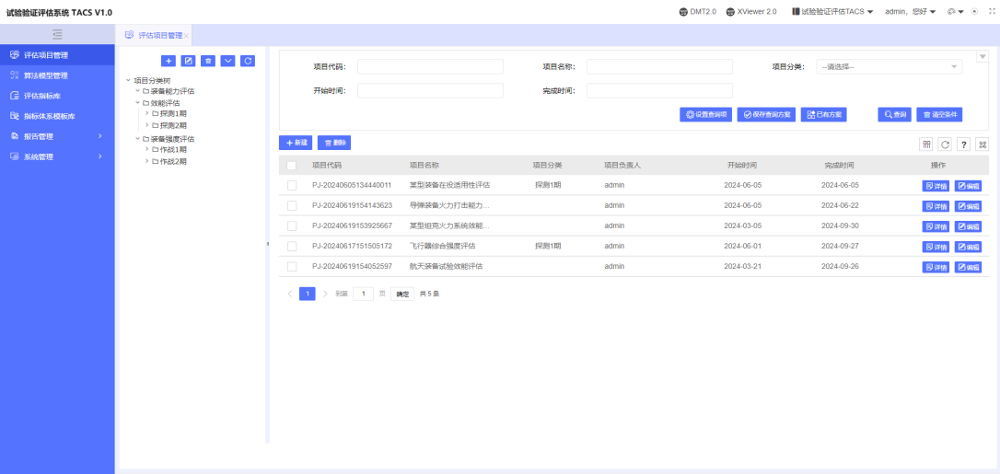 试验验证评估系统 TACS V1.0
DMT2.0 XViewer 2.0 试验验证评估TACS admin，您好
评估项目管理
算法模型管理
评估指标库
指标体系模板库
报告管理
系统管理
评估项目管理
项目分类树
装备能力评估
效能评估
探测1期
探测2期
装备强度评估
作战1期
作战2期
项目代码： 项目名称： 项目分类： --请选择--
开始时间： 完成时间：
设置查询项 保存查询方案 已有方案 查询 清空条件
新建 删除 ?
项目代码 项目名称 项目分类 项目负责人 开始时间 完成时间 操作
PJ-20240605134440011 某型装备在役适用性评估 探测1期 admin 2024-06-05 2024-06-05 详情 编辑
PJ-20240619154143623 导弹装备火力打击能力... admin 2024-06-05 2024-06-22 详情 编辑
PJ-20240619153925667 某型坦克火力系统效能... admin 2024-03-05 2024-09-30 详情 编辑
PJ-20240617151505172 飞行器综合强度评估 探测1期 admin 2024-06-01 2024-09-27 详情 编辑
PJ-20240619154052597 航天装备试验效能评估 admin 2024-03-21 2024-09-26 详情 编辑
1 到第 1 页 确定 共 5 条